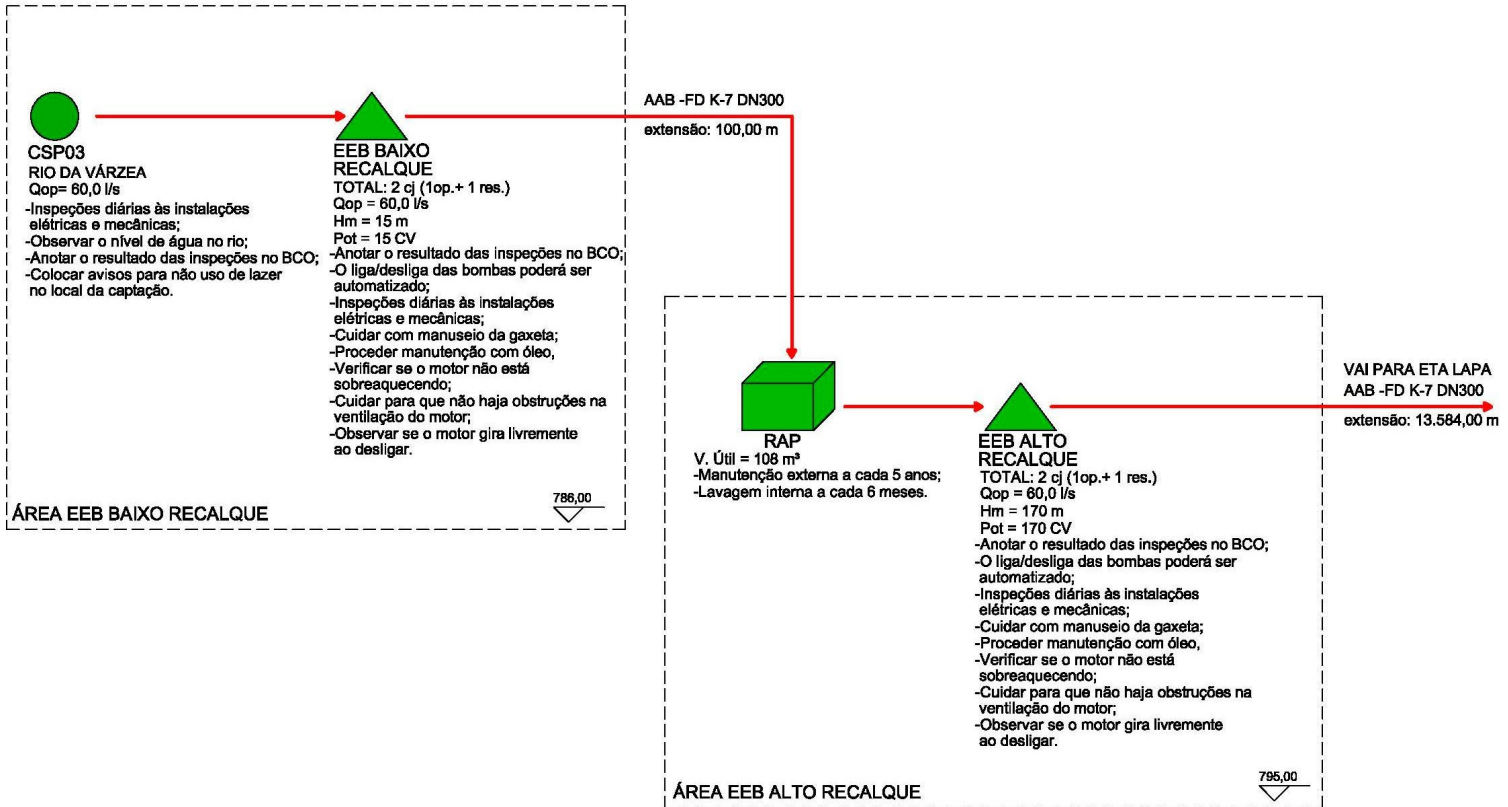 CSP03
RIO DA VÁRZEA
Qop= 60,0 l/s
-Inspeções diárias às instalações
elétricas e mecânicas;
-Observar o nível de água no rio;
-Anotar o resultado das inspeções no BCO;
-Colocar avisos para não uso de lazer
no local da captação.
EEB BAIXO
RECALQUE
TOTAL: 2 cj (1op.+ 1 res.)
Qop = 60,0 l/s
Hm = 15 m
Pot = 15 CV
-Anotar o resultado das inspeções no BCO;
-O liga/desliga das bombas poderá ser
automatizado;
-Inspeções diárias às instalações
elétricas e mecânicas;
-Cuidar com manuseio da gaxeta;
-Proceder manutenção com óleo,
-Verificar se o motor não está
sobreaquecendo;
-Cuidar para que não haja obstruções na
ventilação do motor;
-Observar se o motor gira livremente
ao desligar.
786,00
ÁREA EEB BAIXO RECALQUE
AAB -FD K-7 DN300
extensão: 100,00 m
RAP
V. Útil = 108 m³
-Manutenção externa a cada 5 anos;
-Lavagem interna a cada 6 meses.
EEB ALTO
RECALQUE
TOTAL: 2 cj (1op.+ 1 res.)
Qop = 60,0 l/s
Hm = 170 m
Pot = 170 CV
-Anotar o resultado das inspeções no BCO;
-O liga/desliga das bombas poderá ser
automatizado;
-Inspeções diárias às instalações
elétricas e mecânicas;
-Cuidar com manuseio da gaxeta;
-Proceder manutenção com óleo,
-Verificar se o motor não está
sobreaquecendo;
-Cuidar para que não haja obstruções na
ventilação do motor;
-Observar se o motor gira livremente
ao desligar.
795,00
ÁREA EEB ALTO RECALQUE
VAI PARA ETA LAPA
AAB -FD K-7 DN300
extensão: 13.584,00 m